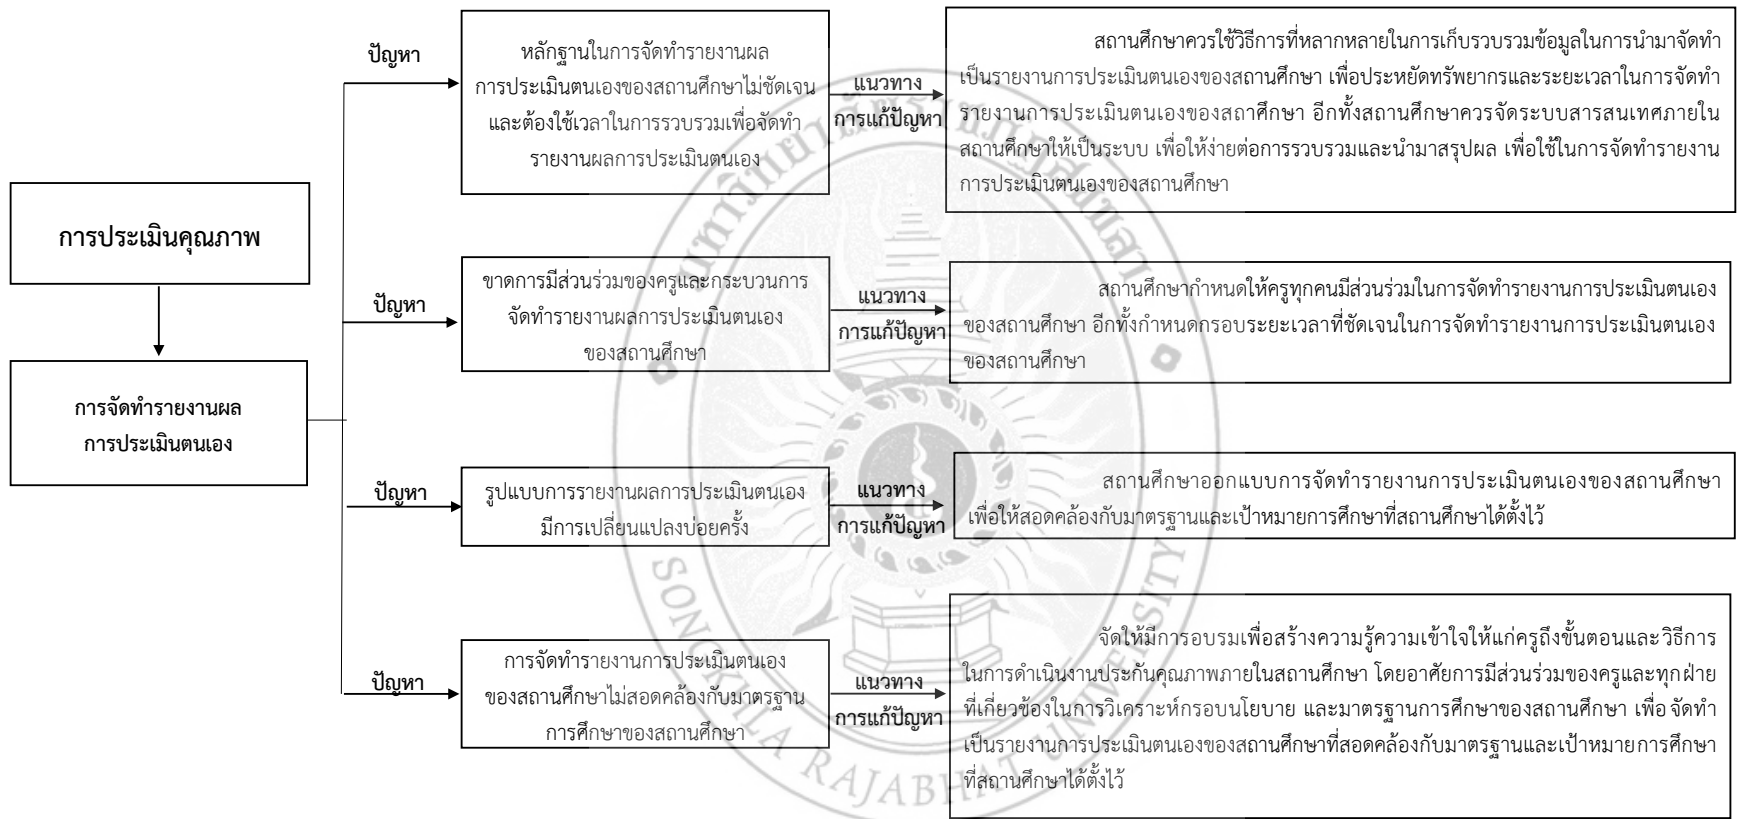 การประเมินคุณภาพ
การจัดทำรายงานผล
การประเมินตนเอง
ปัญหา
หลักฐานในการจัดทำรายงานผล
การประเมินตนเองของสถานศึกษาไม่ชัดเจน
และต้องใช้เวลาในการรวบรวมเพื่อจัดทำ
รายงานผลการประเมินตนเอง
แนวทาง
การแก้ปัญหา
สถานศึกษาควรใช้วิธีการที่หลากหลายในการเก็บรวบรวมข้อมูลในการนำมาจัดทำ
เป็นรายงานการประเมินตนเองของสถานศึกษา เพื่อประหยัดทรัพยากรและระยะเวลาในการจัดทำ
รายงานการประเมินตนเองของสถาศึกษา อีกทั้งสถานศึกษาควรจัดระบบสารสนเทศภายใน
สถานศึกษาให้เป็นระบบ เพื่อให้ง่ายต่อการรวบรวมและนำมาสรุปผล เพื่อใช้ในการจัดทำรายงาน
การประเมินตนเองของสถานศึกษา
ปัญหา
ขาดการมีส่วนร่วมของครูและกระบวนการ
จัดทำรายงานผลการประเมินตนเอง
ของสถานศึกษา
แนวทาง
การแก้ปัญหา
สถานศึกษากำหนดให้ครูทุกคนมีส่วนร่วมในการจัดทำรายงานการประเมินตนเอง
ของสถานศึกษา อีกทั้งกำหนดกรอบระยะเวลาที่ชัดเจนในการจัดทำรายงานการประเมินตนเอง
ของสถานศึกษา
ปัญหา
รูปแบบการรายงานผลการประเมินตนเอง
มีการเปลี่ยนแปลงบ่อยครั้ง
แนวทาง
การแก้ปัญหา
สถานศึกษาออกแบบการจัดทำรายงานการประเมินตนเองของสถานศึกษา
เพื่อให้สอดคล้องกับมาตรฐานและเป้าหมายการศึกษาที่สถานศึกษาได้ตั้งไว้
ปัญหา
การจัดทำรายงานการประเมินตนเอง
ของสถานศึกษาไม่สอดคล้องกับมาตรฐาน
การศึกษาของสถานศึกษา
แนวทาง
การแก้ปัญหา
จัดให้มีการอบรมเพื่อสร้างความรู้ความเข้าใจให้แก่ครูถึงขั้นตอนและวิธีการ
ในการดำเนินงานประกันคุณภาพภายในสถานศึกษา โดยอาศัยการมีส่วนร่วมของครูและทุกฝ่าย
ที่เกี่ยวข้องในการวิเคราะห์กรอบนโยบาย และมาตรฐานการศึกษาของสถานศึกษา เพื่อจัดทำ
เป็นรายงานการประเมินตนเองของสถานศึกษาที่สอดคล้องกับมาตรฐานและเป้าหมายการศึกษา
ที่สถานศึกษาได้ตั้งไว้
มหาวิทยาลัยราชภัฏสงขลา
SONGKHLA RAJABHAT UNIVERSITY